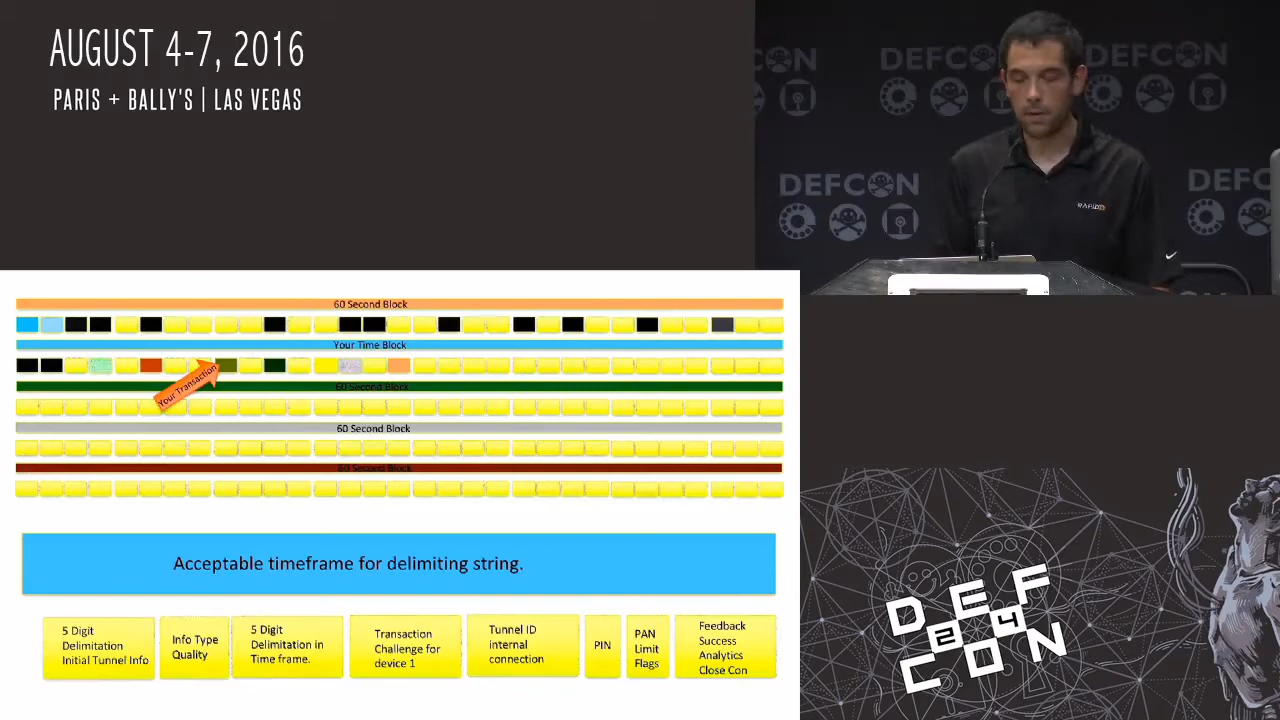 AUGUST 4-7, 2016
PARIS + BALLY'S | LAS VEGAS
DEFCON
DEFCON
DEFCON
DEFC
RAPID7
60 Second Block
Your Time Block
Your Transaction
60 Second Block
60 Second Block
60 Second Block
Acceptable timeframe for delimiting string.
5 Digit
Delimitation
Initial Tunnel Info
Info Type
Quality
5 Digit
Delimitation in
Time frame.
Transaction
Challenge for
device 1
Tunnel ID
internal
connection
PIN
PAN
Limit
Flags
Feedback
Success
Analytics
Close Con
DEF
24
CON